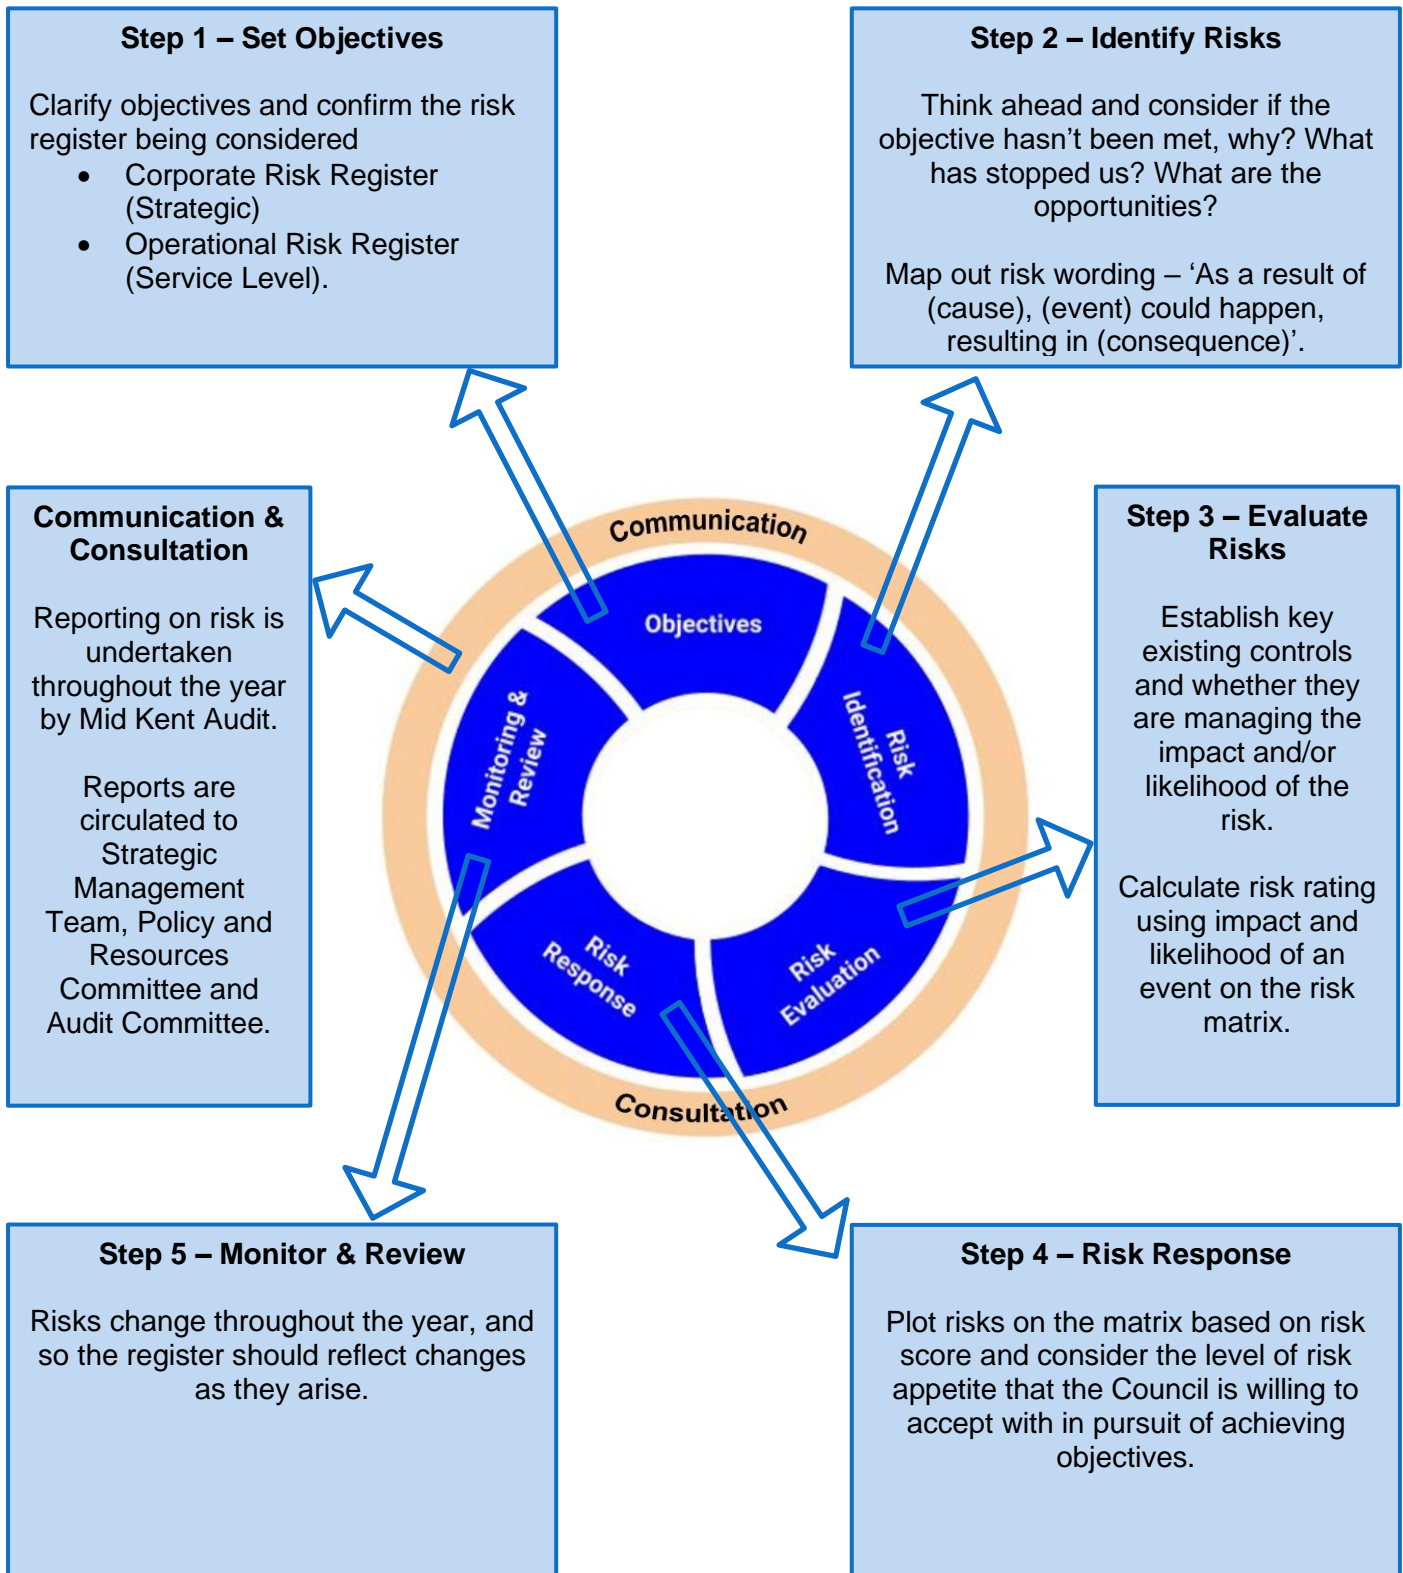 Step 1 – Set Objectives
Clarify objectives and confirm the risk
register being considered
• Corporate Risk Register
(Strategic)
• Operational Risk Register
(Service Level).
Step 2 – Identify Risks
Think ahead and consider if the
objective hasn’t been met, why? What
has stopped us? What are the
opportunities?
Map out risk wording – ‘As a result of
(cause), (event) could happen,
resulting in (consequence)’.
Communication &
Consultation
Reporting on risk is
undertaken
throughout the year
by Mid Kent Audit.
Reports are
circulated to
Strategic
Management
Team, Policy and
Resources
Committee and
Audit Committee.
Communication
Objectives
Risk
Identification
Risk
Evaluation
Risk
Response
Monitoring &
Review
Consultation
Step 3 – Evaluate
Risks
Establish key
existing controls
and whether they
are managing the
impact and/or
likelihood of the
risk.
Calculate risk rating
using impact and
likelihood of an
event on the risk
matrix.
Step 5 – Monitor & Review
Risks change throughout the year, and
so the register should reflect changes
as they arise.
Step 4 – Risk Response
Plot risks on the matrix based on risk
score and consider the level of risk
appetite that the Council is willing to
accept with in pursuit of achieving
objectives.